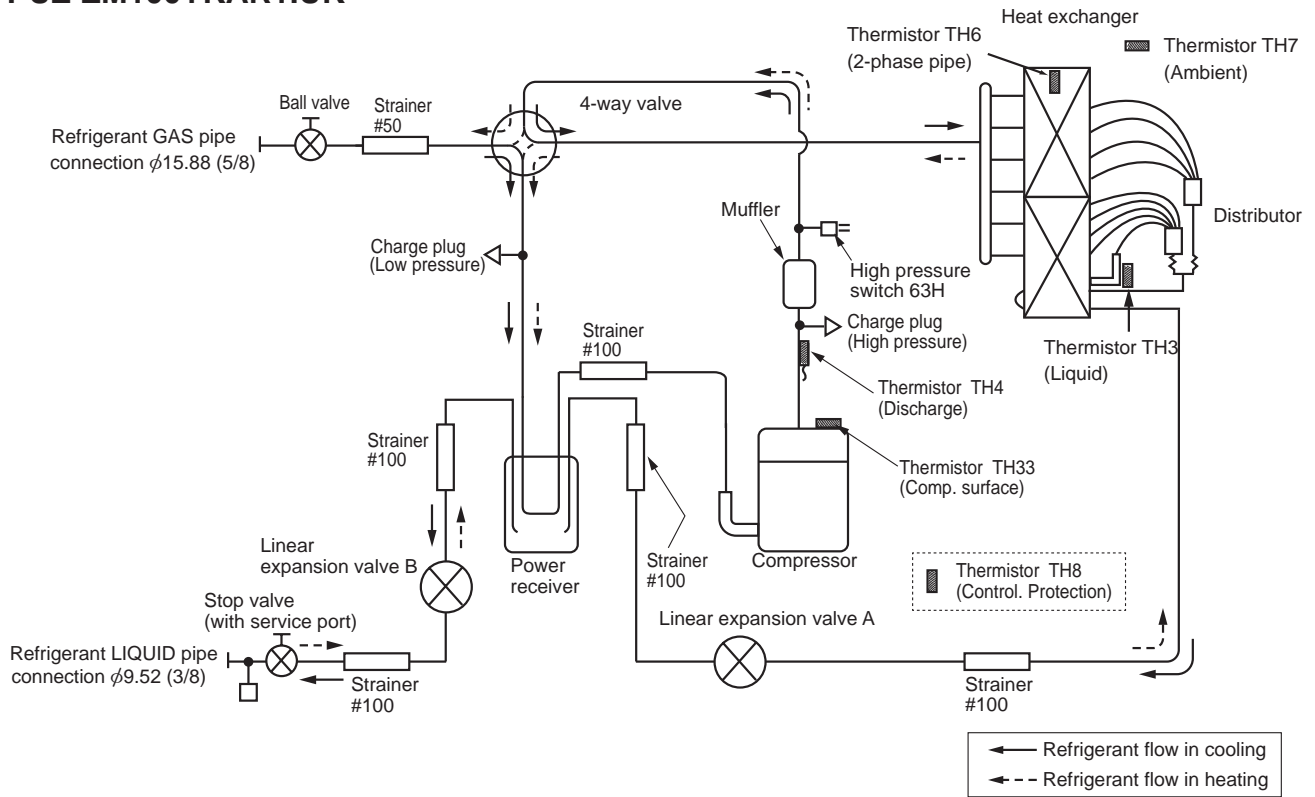 Heat exchanger
Thermistor TH6
(2-phase pipe)
Thermistor TH7
(Ambient)
Ball valve
Strainer
#50
4-way valve
Refrigerant GAS pipe
connection ϕ15.88 (5/8)
Muffler
Distributor
Charge plug
(Low pressure)
High pressure
switch 63H
Strainer
#100
Charge plug
(High pressure)
Thermistor TH3
(Liquid)
Thermistor TH4
(Discharge)
Strainer
#100
Thermistor TH33
(Comp. surface)
Linear
expansion valve B
Power
receiver
Strainer
#100
Compressor
Thermistor TH8
(Control. Protection)
Stop valve
(with service port)
Linear expansion valve A
Refrigerant LIQUID pipe
connection ϕ9.52 (3/8)
Strainer
#100
Strainer
#100
Refrigerant flow in cooling
Refrigerant flow in heating